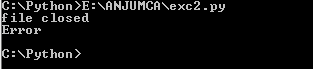 C:\Python>E:\ANJUMCA\exc2.py
file closed
Error
C:\Python>